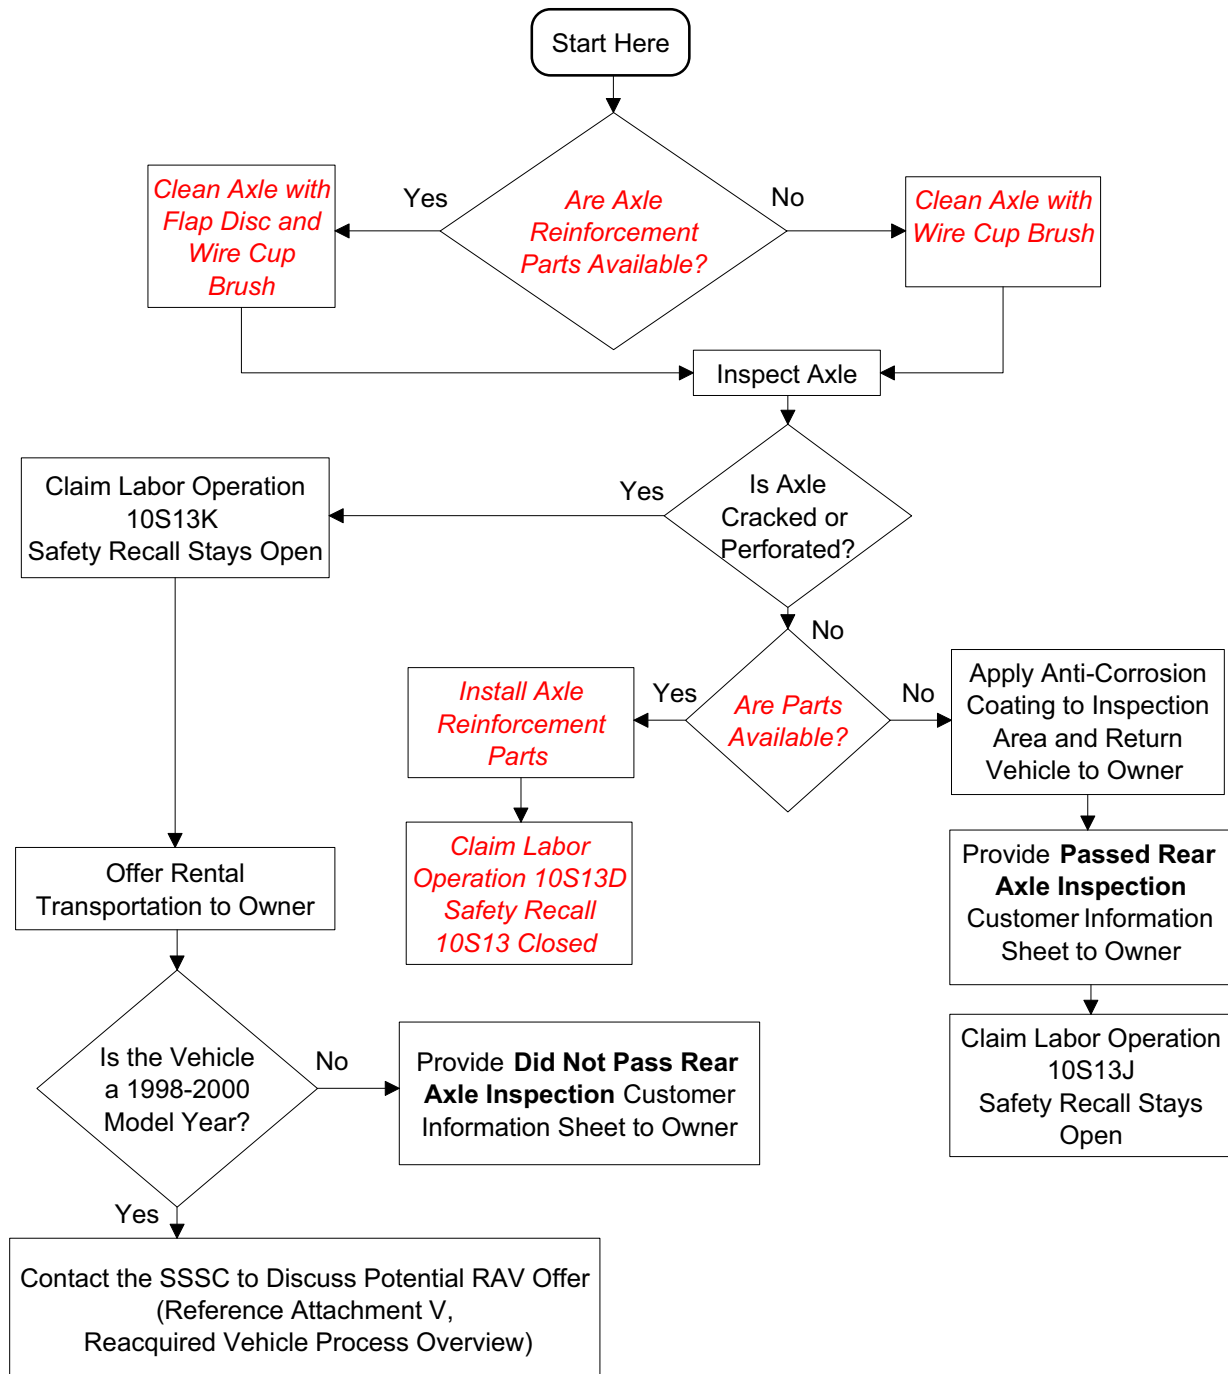 Start Here
Clean Axle with
Flap Disc and
Wire Cup
Brush
Yes
Are Axle
Reinforcement
Parts Available?
No
Clean Axle with
Wire Cup Brush
Inspect Axle
Claim Labor Operation
10S13K
Safety Recall Stays Open
Yes
Is Axle
Cracked or
Perforated?
No
Install Axle
Reinforcement
Parts
Yes
Are Parts
Available?
No
Apply Anti-Corrosion
Coating to Inspection
Area and Return
Vehicle to Owner
Claim Labor
Operation 10S13D
Safety Recall
10S13 Closed
Provide Passed Rear
Axle Inspection
Customer Information
Sheet to Owner
Offer Rental
Transportation to Owner
Claim Labor Operation
10S13J
Safety Recall Stays
Open
Is the Vehicle
a 1998-2000
Model Year?
No
Provide Did Not Pass Rear
Axle Inspection Customer
Information Sheet to Owner
Yes
Contact the SSSC to Discuss Potential RAV Offer
(Reference Attachment V,
Reacquired Vehicle Process Overview)